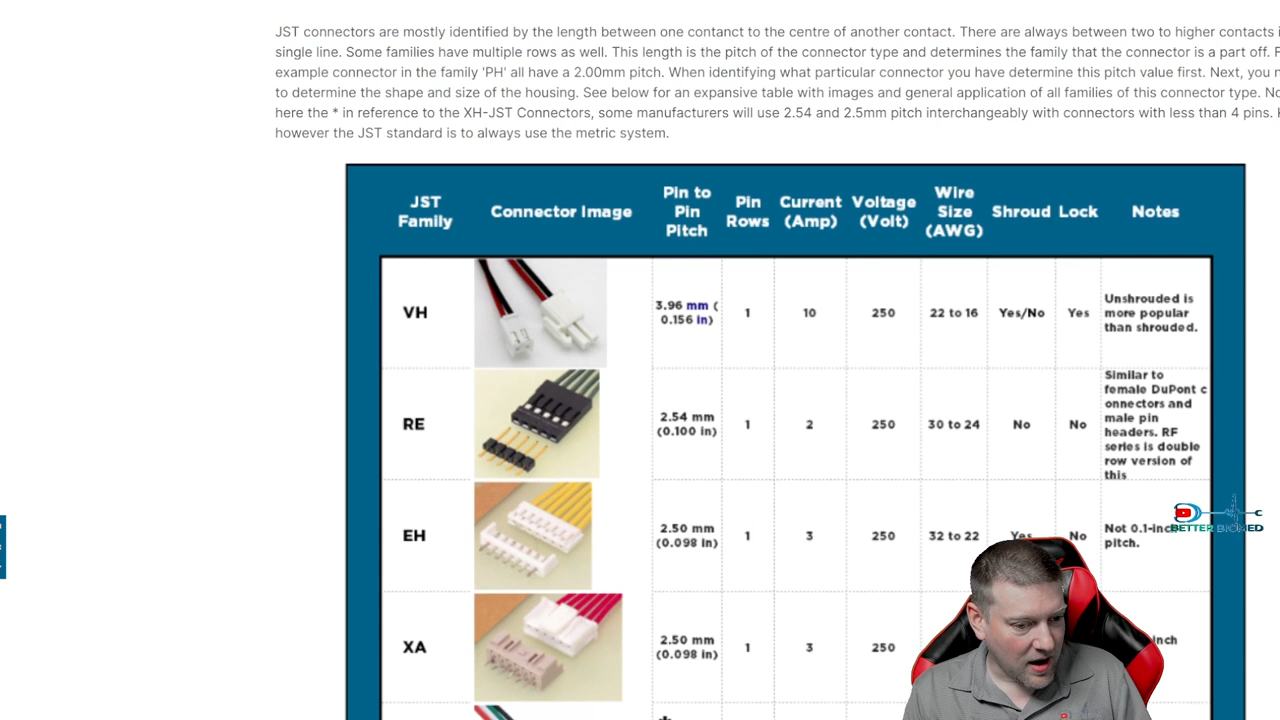 JST connectors are mostly identified by the length between one contanct to the centre of another contact. There are always between two to higher contacts
single line. Some families have multiple rows as well. This length is the pitch of the connector type and determines the family that the connector is a part off.
example connector in the family 'PH' all have a 2.00mm pitch. When identifying what particular connector you have determine this pitch value first. Next, you
to determine the shape and size of the housing. See below for an expansive table with images and general application of all families of this connector type.
here the * in reference to the XH-JST Connectors, some manufacturers will use 2.54 and 2.5mm pitch interchangeably with connectors with less than 4 pins.
however the JST standard is to always use the metric system.
JST Family Connector Image Pin to Pin Pitch Pin Rows Current (Amp) Voltage (Volt) Wire Size (AWG) Shroud Lock Notes
VH 3.96 mm ( 0.156 in) 1 10 250 22 to 16 Yes/No Yes Unshrouded is more popular than shrouded.
RE 2.54 mm (0.100 in) 1 2 250 30 to 24 No No Similar to female DuPont c onnectors and male pin headers. RF series is double row version of this
EH 2.50 mm (0.098 in) 1 3 250 32 to 22 Yes No Not 0.1-inch pitch.
XA 2.50 mm (0.098 in) 1 3 250 inch
*
BETTER BIOMED